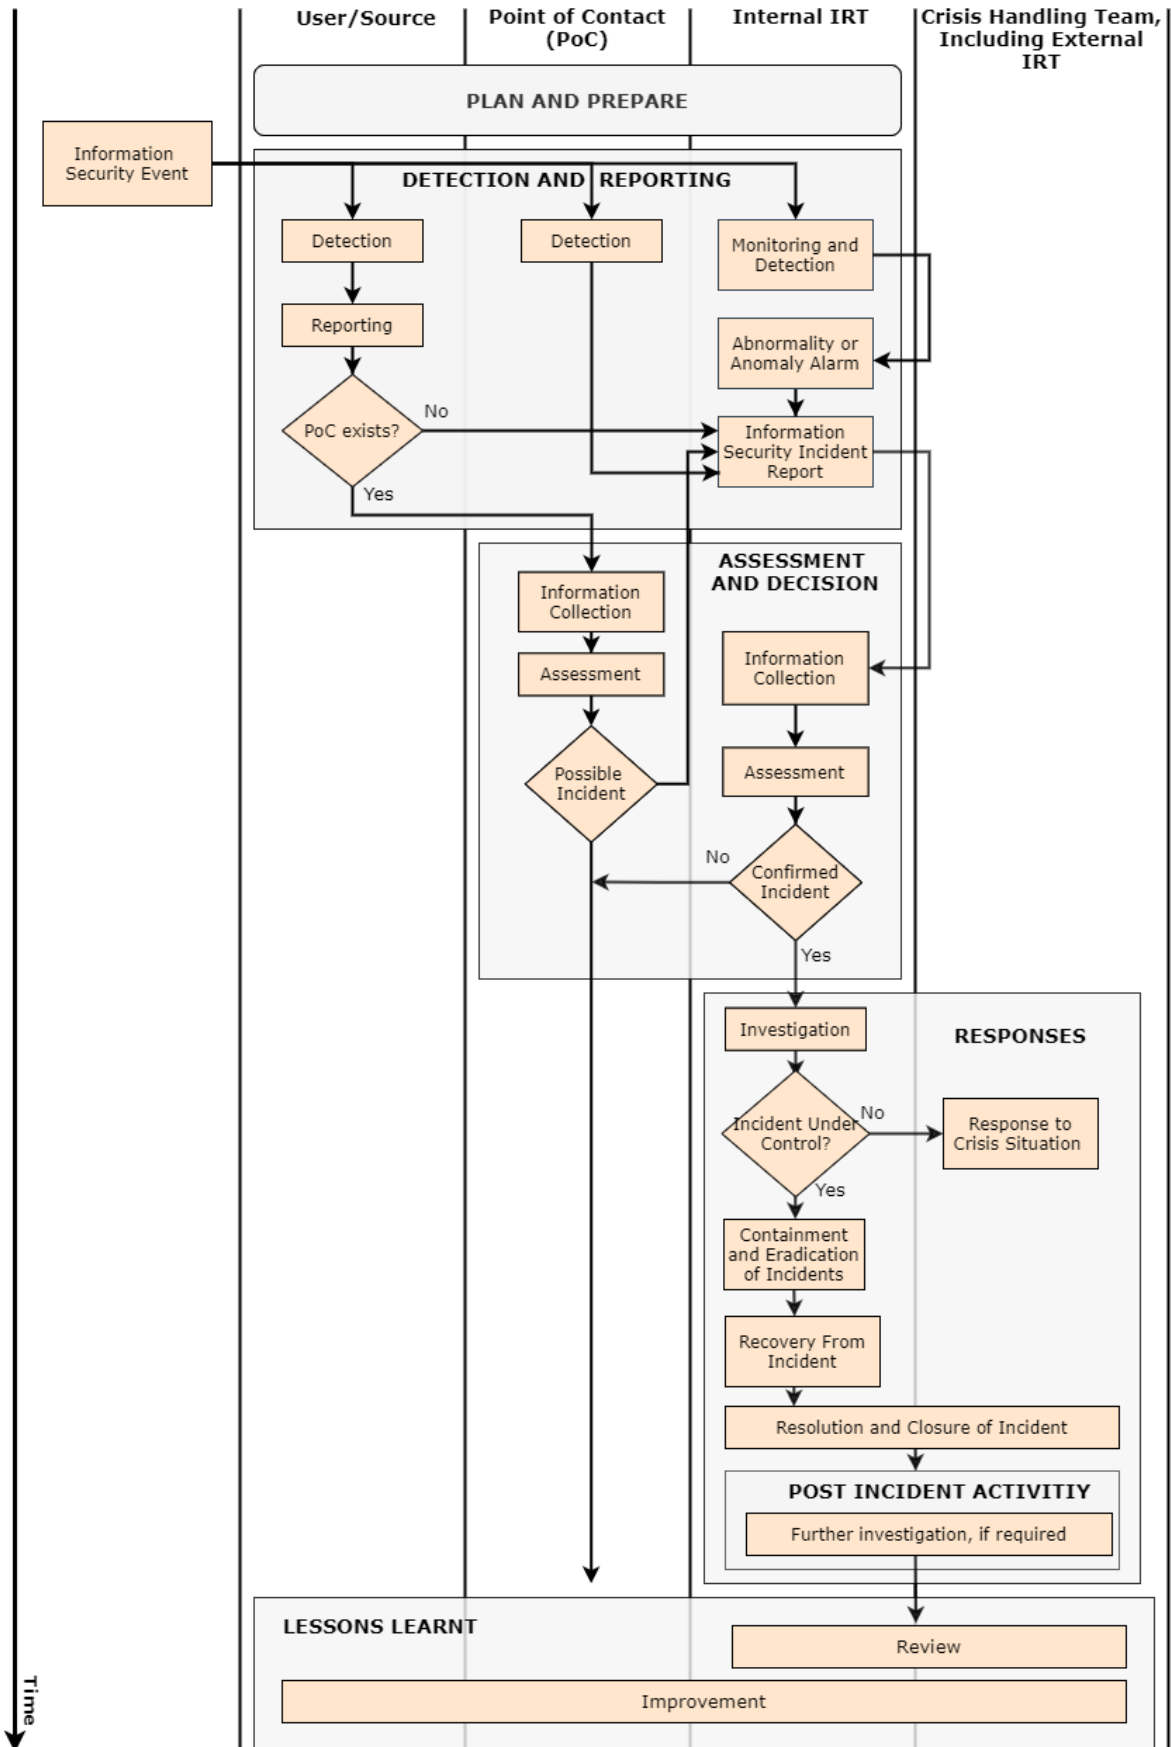 User/Source
Point of Contact
(PoC)
Internal IRT
Crisis Handling Team,
Including External
IRT
PLAN AND PREPARE
Information
Security Event
DETECTION AND REPORTING
Detection
Detection
Monitoring and
Detection
Reporting
Abnormality or
Anomaly Alarm
PoC exists?
No
Information
Security Incident
Report
Yes
ASSESSMENT
AND DECISION
Information
Collection
Assessment
Information
Collection
Possible
Incident
Assessment
No
Confirmed
Incident
Yes
Investigation
RESPONSES
Incident Under
Control?
No
Response to
Crisis Situation
Yes
Containment
and Eradication
of Incidents
Recovery From
Incident
Resolution and Closure of Incident
POST INCIDENT ACTIVITIY
Further investigation, if required
LESSONS LEARNT
Review
Improvement
Time